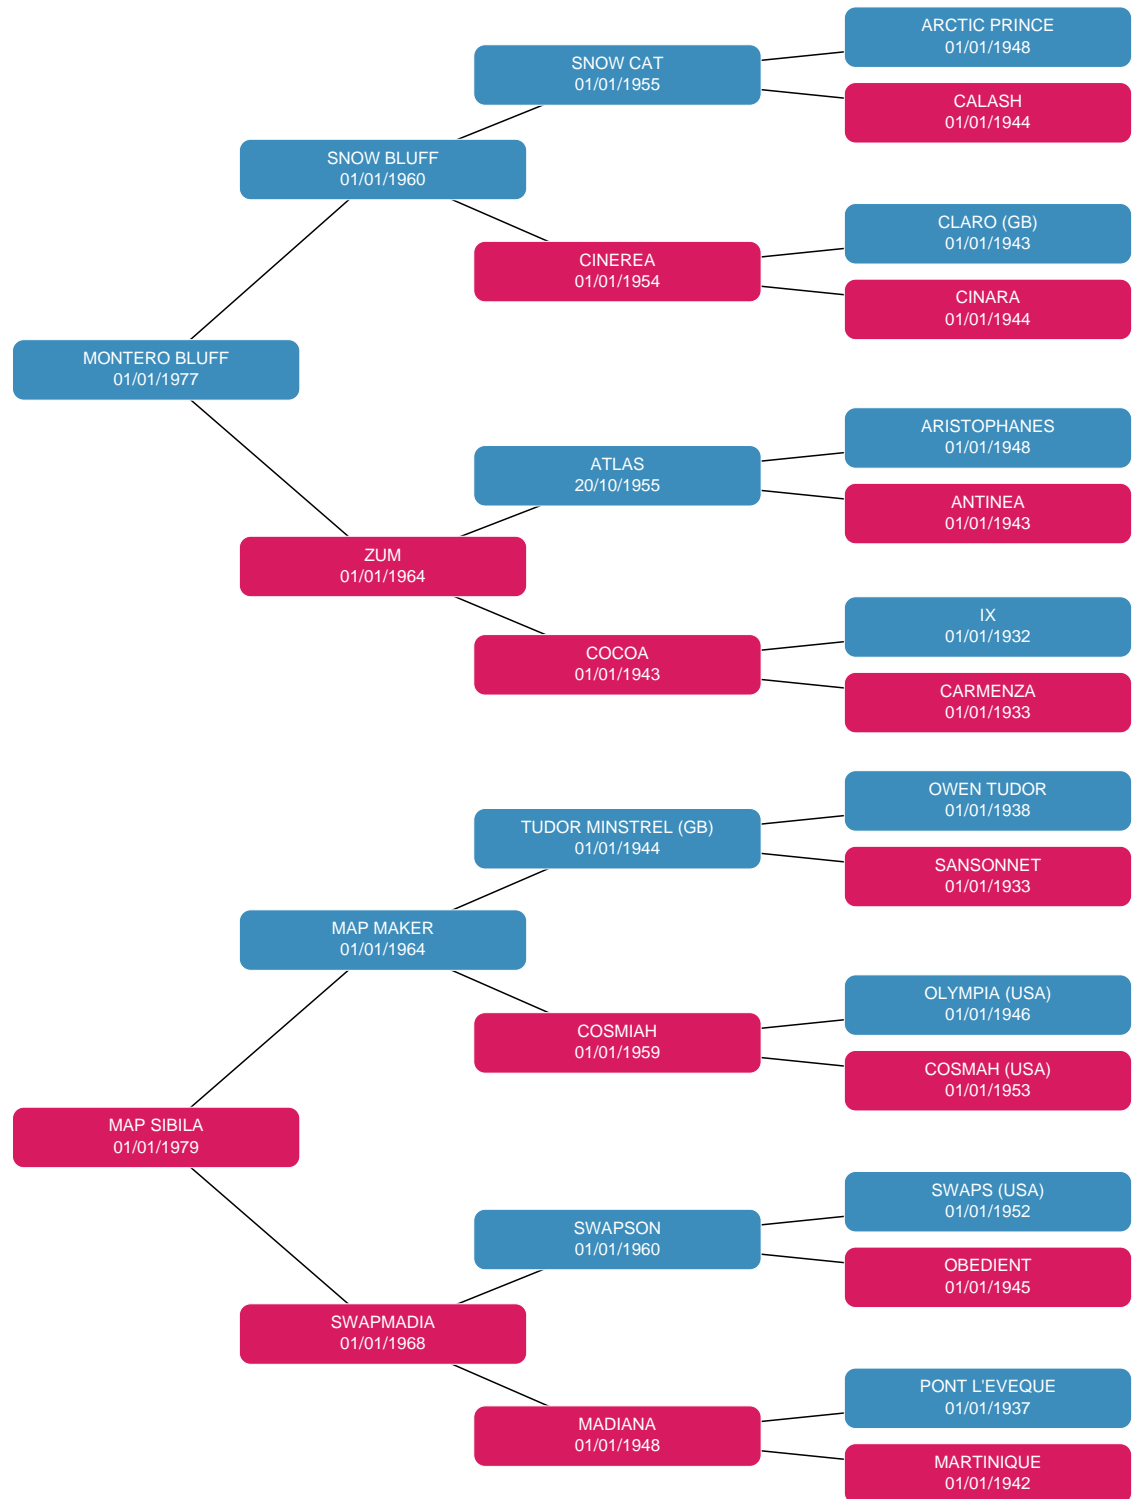 ARCTIC PRINCE
01/01/1948
SNOW CAT
01/01/1955
CALASH
01/01/1944
SNOW BLUFF
01/01/1960
CLARO (GB)
01/01/1943
CINEREA
01/01/1954
CINARA
01/01/1944
MONTERO BLUFF
01/01/1977
ARISTOPHANES
01/01/1948
ATLAS
20/10/1955
ANTINEA
01/01/1943
ZUM
01/01/1964
IX
01/01/1932
COCOA
01/01/1943
CARMENZA
01/01/1933
OWEN TUDOR
01/01/1938
TUDOR MINSTREL (GB)
01/01/1944
SANSONNET
01/01/1933
MAP MAKER
01/01/1964
OLYMPIA (USA)
01/01/1946
COSMIAH
01/01/1959
COSMAH (USA)
01/01/1953
MAP SIBILA
01/01/1979
SWAPS (USA)
01/01/1952
SWAPSON
01/01/1960
OBEDIENT
01/01/1945
SWAPMADIA
01/01/1968
PONT L'EVEQUE
01/01/1937
MADIANA
01/01/1948
MARTINIQUE
01/01/1942